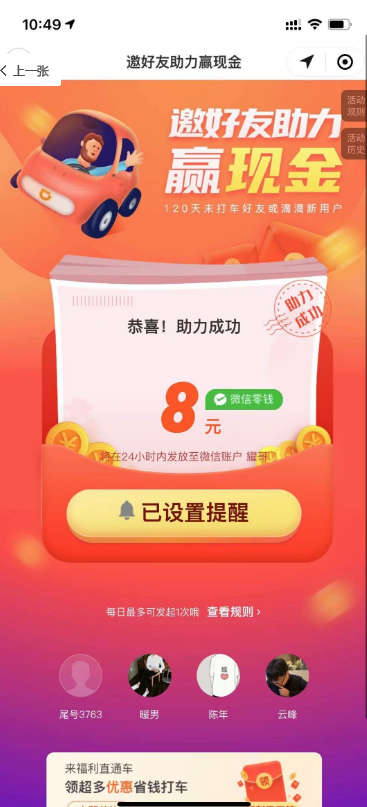 10:49
上一张
邀好友助力赢现金
活动
规则
活动
历史
邀好友助力
赢现金
120天未打车好友或滴滴新用户
助力
成功
恭喜！助力成功
8元
微信零钱
将在24小时内发放至微信账户 耀哥
已设置提醒
每日最多可发起1次哦 查看规则 ›
尾号3763
暖男
陈年
云峰
来福利直通车
领超多优惠省钱打车
领